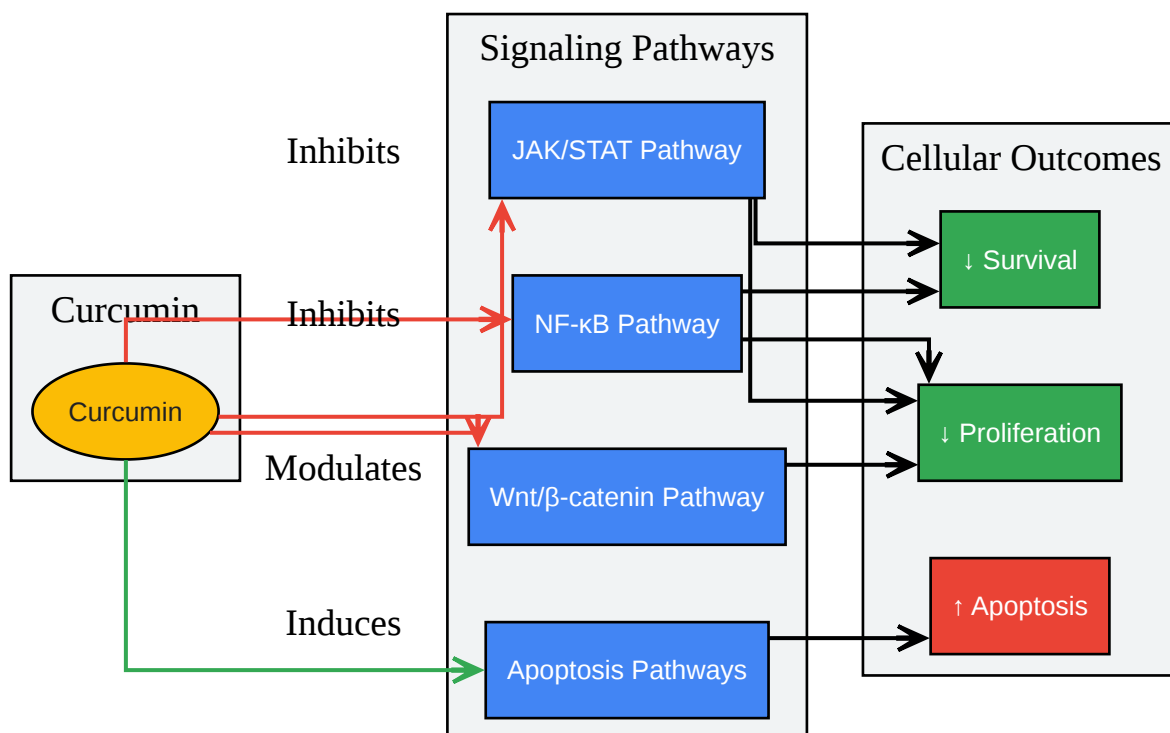 Signaling Pathways
Inhibits
JAK/STAT Pathway
Cellular Outcomes
↓ Survival
Curcumin
Inhibits
NF-κB Pathway
Curcumin
↓ Proliferation
Modulates
Wnt/β-catenin Pathway
↑ Apoptosis
Induces
Apoptosis Pathways